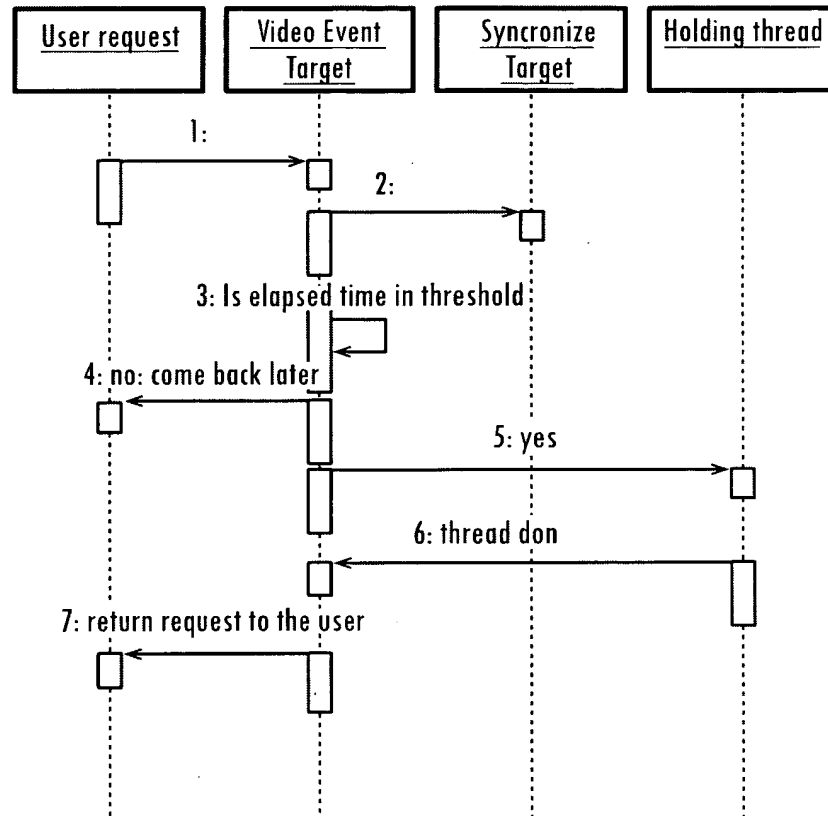 User request
Video Event
Target
Syncronize
Target
Holding thread
1:
2:
3: Is elapsed time in threshold
4: no: come back later
5: yes
6: thread don
7: return request to the user